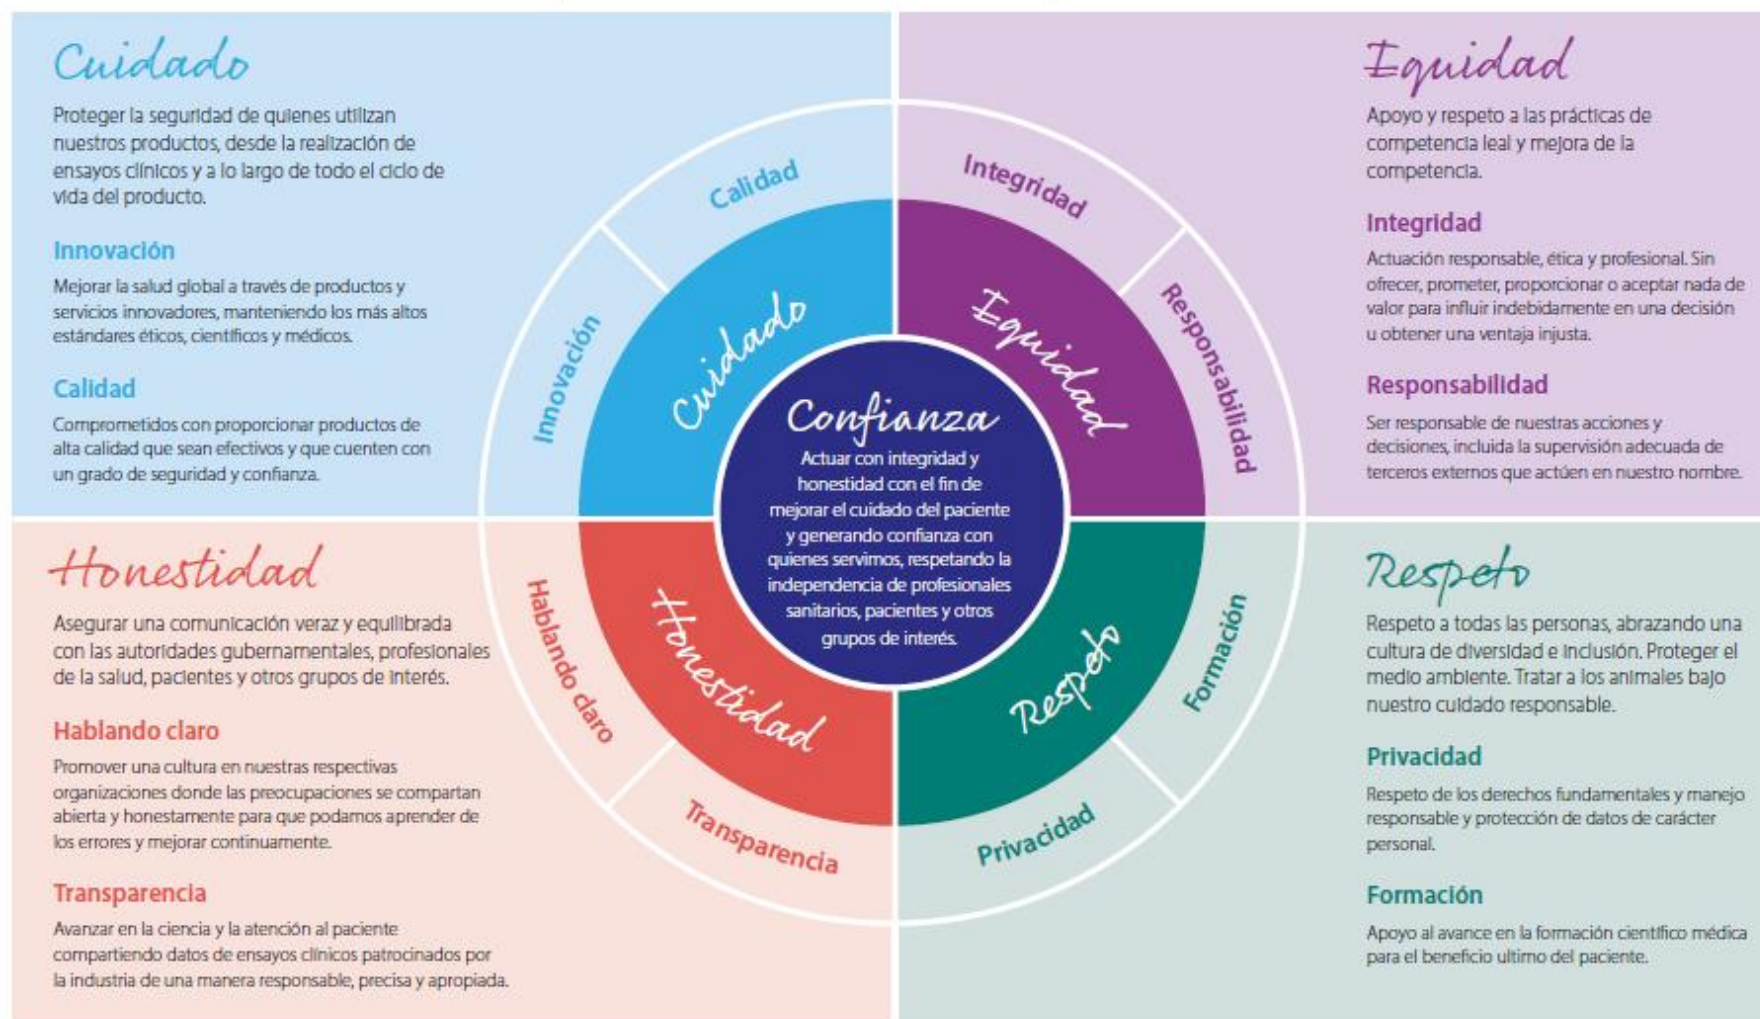 Cuidado
Proteger la seguridad de quienes utilizan
nuestros productos, desde la realización de
ensayos clínicos y a lo largo de todo el ciclo de
vida del producto.
Innovación
Mejorar la salud global a través de productos y
servicios innovadores, manteniendo los más altos
estándares éticos, científicos y médicos.
Calidad
Comprometidos con proporcionar productos de
alta calidad que sean efectivos y que cuenten con
un grado de seguridad y confianza.
Equidad
Apoyo y respeto a las prácticas de
competencia leal y mejora de la
competencia.
Integridad
Actuación responsable, ética y profesional. Sin
ofrecer, prometer, proporcionar o aceptar nada de
valor para influir indebidamente en una decisión
u obtener una ventaja injusta.
Responsabilidad
Ser responsable de nuestras acciones y
decisiones, incluida la supervisión adecuada de
terceros externos que actúen en nuestro nombre.
Calidad
Innovación
Cuidado
Integridad
Responsabilidad
Equidad
Confianza
Actuar con integridad y
honestidad con el fin de
mejorar el cuidado del paciente
y generando confianza con
quienes servimos, respetando la
independencia de profesionales
sanitarios, pacientes y otros
grupos de interés.
Hablando claro
Transparencia
Honestidad
Formación
Privacidad
Respeto
Honestidad
Asegurar una comunicación veraz y equilibrada
con las autoridades gubernamentales, profesionales
de la salud, pacientes y otros grupos de interés.
Hablando claro
Promover una cultura en nuestras respectivas
organizaciones donde las preocupaciones se compartan
abierta y honestamente para que podamos aprender de
los errores y mejorar continuamente.
Transparencia
Avanzar en la ciencia y la atención al paciente
compartiendo datos de ensayos clínicos patrocinados por
la industria de una manera responsable, precisa y apropiada.
Respeto
Respeto a todas las personas, abrazando una
cultura de diversidad e inclusión. Proteger el
medio ambiente. Tratar a los animales bajo
nuestro cuidado responsable.
Privacidad
Respeto de los derechos fundamentales y manejo
responsable y protección de datos de carácter
personal.
Formación
Apoyo al avance en la formación científico médica
para el beneficio ultimo del paciente.